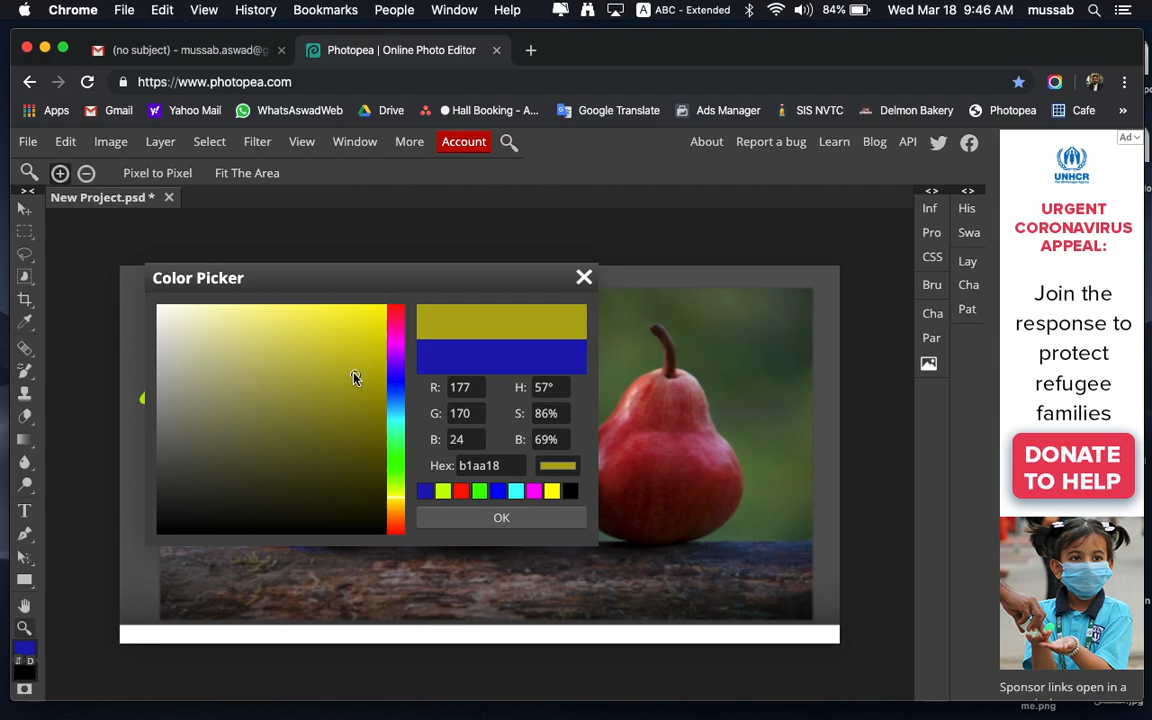 Chrome File Edit View History Bookmarks People Window Help A ABC - Extended 84% Wed Mar 18 9:46 AM mussab
(no subject) - mussab.aswad@g
Photopea | Online Photo Editor
https://www.photopea.com
Apps Gmail Yahoo Mail WhatsAswadWeb Drive Hall Booking - A... Google Translate Ads Manager SIS NVTC Delmon Bakery Photopea Cafe »
File Edit Image Layer Select Filter View Window More Account About Report a bug Learn Blog API
Pixel to Pixel Fit The Area
> < <> <>
New Project.psd *
Inf His
Pro Swa
CSS Lay
Bru Cha
Cha Pat
Par
Color Picker
R: 177 H: 57°
G: 170 S: 86%
B: 24 B: 69%
Hex: b1aa18
OK
T
D
Ad
UNHCR
URGENT
CORONAVIRUS
APPEAL:
Join the
response to
protect
refugee
families
DONATE
TO HELP
Sponsor links open in a
me.png